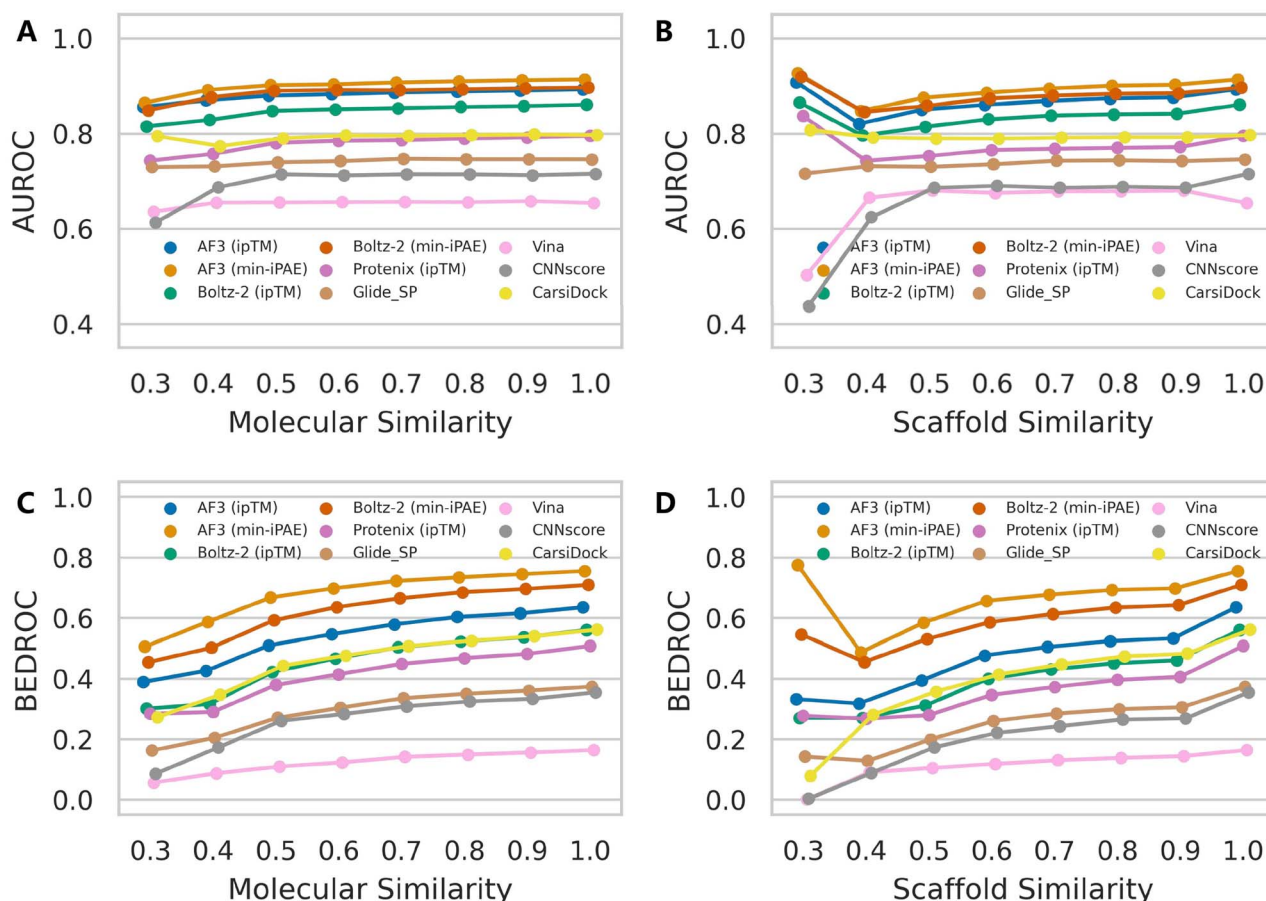 A
1.0
0.8
0.6
0.4
AUROC
AF3 (ipTM)
AF3 (min-iPAE)
Boltz-2 (ipTM)
Boltz-2 (min-iPAE)
Protenix (ipTM)
Glide_SP
Vina
CNNscore
CarsiDock
0.3 0.4 0.5 0.6 0.7 0.8 0.9 1.0
Molecular Similarity
B
1.0
0.8
0.6
0.4
AUROC
AF3 (ipTM)
AF3 (min-iPAE)
Boltz-2 (ipTM)
Boltz-2 (min-iPAE)
Protenix (ipTM)
Glide_SP
Vina
CNNscore
CarsiDock
0.3 0.4 0.5 0.6 0.7 0.8 0.9 1.0
Scaffold Similarity
C
1.0
0.8
0.6
0.4
0.2
0.0
BEDROC
AF3 (ipTM)
AF3 (min-iPAE)
Boltz-2 (ipTM)
Boltz-2 (min-iPAE)
Protenix (ipTM)
Glide_SP
Vina
CNNscore
CarsiDock
0.3 0.4 0.5 0.6 0.7 0.8 0.9 1.0
Molecular Similarity
D
1.0
0.8
0.6
0.4
0.2
0.0
BEDROC
AF3 (ipTM)
AF3 (min-iPAE)
Boltz-2 (ipTM)
Boltz-2 (min-iPAE)
Protenix (ipTM)
Glide_SP
Vina
CNNscore
CarsiDock
0.3 0.4 0.5 0.6 0.7 0.8 0.9 1.0
Scaffold Similarity